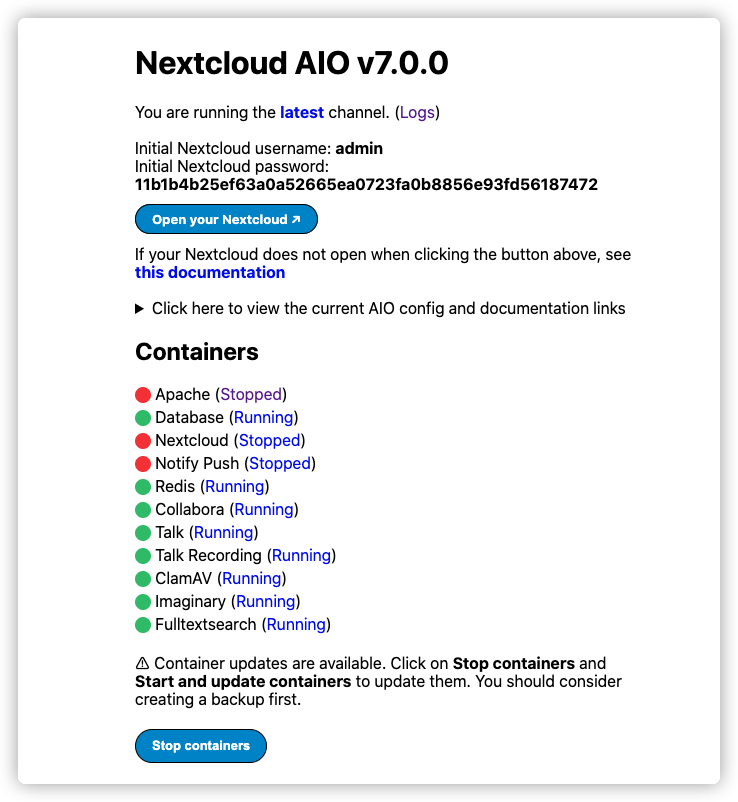 Nextcloud AIO v7.0.0
You are running the latest channel. (Logs)
Initial Nextcloud username: admin
Initial Nextcloud password:
11b1b4b25ef63a0a52665ea0723fa0b8856e93fd56187472
Open your Nextcloud ↗
If your Nextcloud does not open when clicking the button above, see
this documentation
▶ Click here to view the current AIO config and documentation links
Containers
Apache (Stopped)
Database (Running)
Nextcloud (Stopped)
Notify Push (Stopped)
Redis (Running)
Collabora (Running)
Talk (Running)
Talk Recording (Running)
ClamAV (Running)
Imaginary (Running)
Fulltextsearch (Running)
⚠ Container updates are available. Click on Stop containers and
Start and update containers to update them. You should consider
creating a backup first.
Stop containers